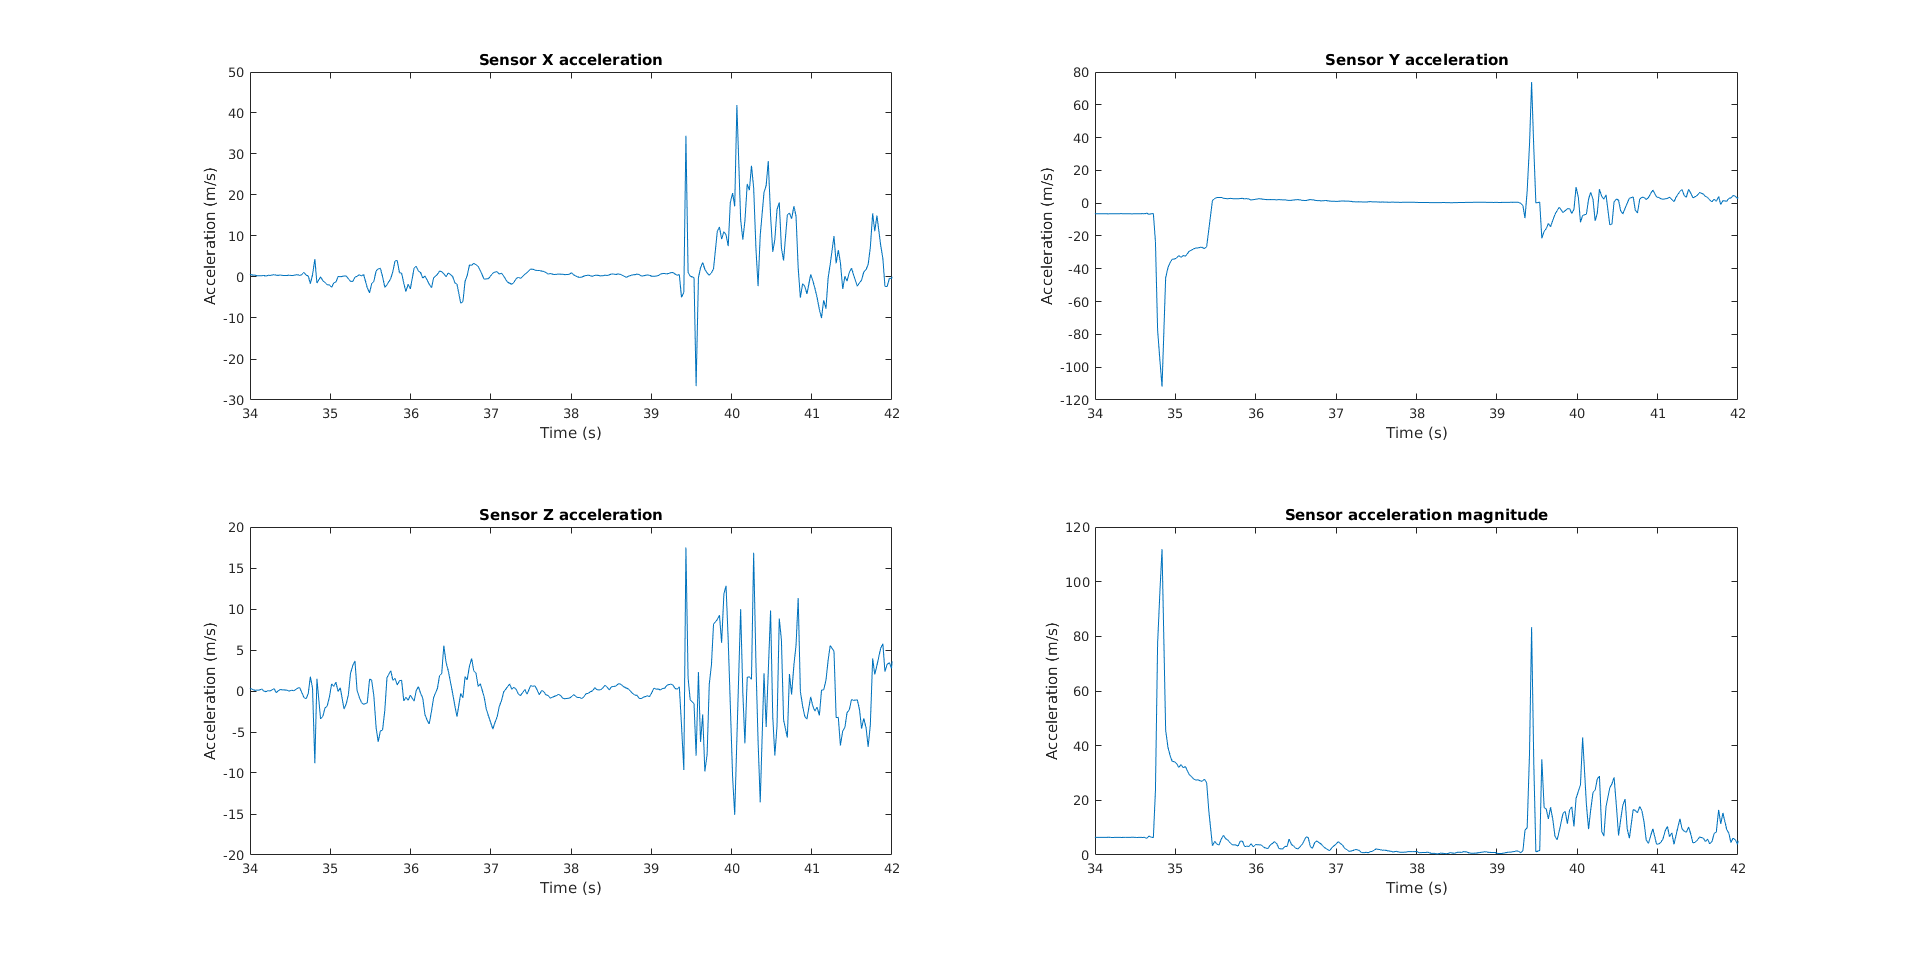 Sensor X acceleration
50
40
30
20
10
0
-10
-20
-30
Acceleration (m/s)
34 35 36 37 38 39 40 41 42
Time (s)
Sensor Y acceleration
80
60
40
20
0
-20
-40
-60
-80
-100
-120
Acceleration (m/s)
34 35 36 37 38 39 40 41 42
Time (s)
Sensor Z acceleration
20
15
10
5
0
-5
-10
-15
-20
Acceleration (m/s)
34 35 36 37 38 39 40 41 42
Time (s)
Sensor acceleration magnitude
120
100
80
60
40
20
0
Acceleration (m/s)
34 35 36 37 38 39 40 41 42
Time (s)